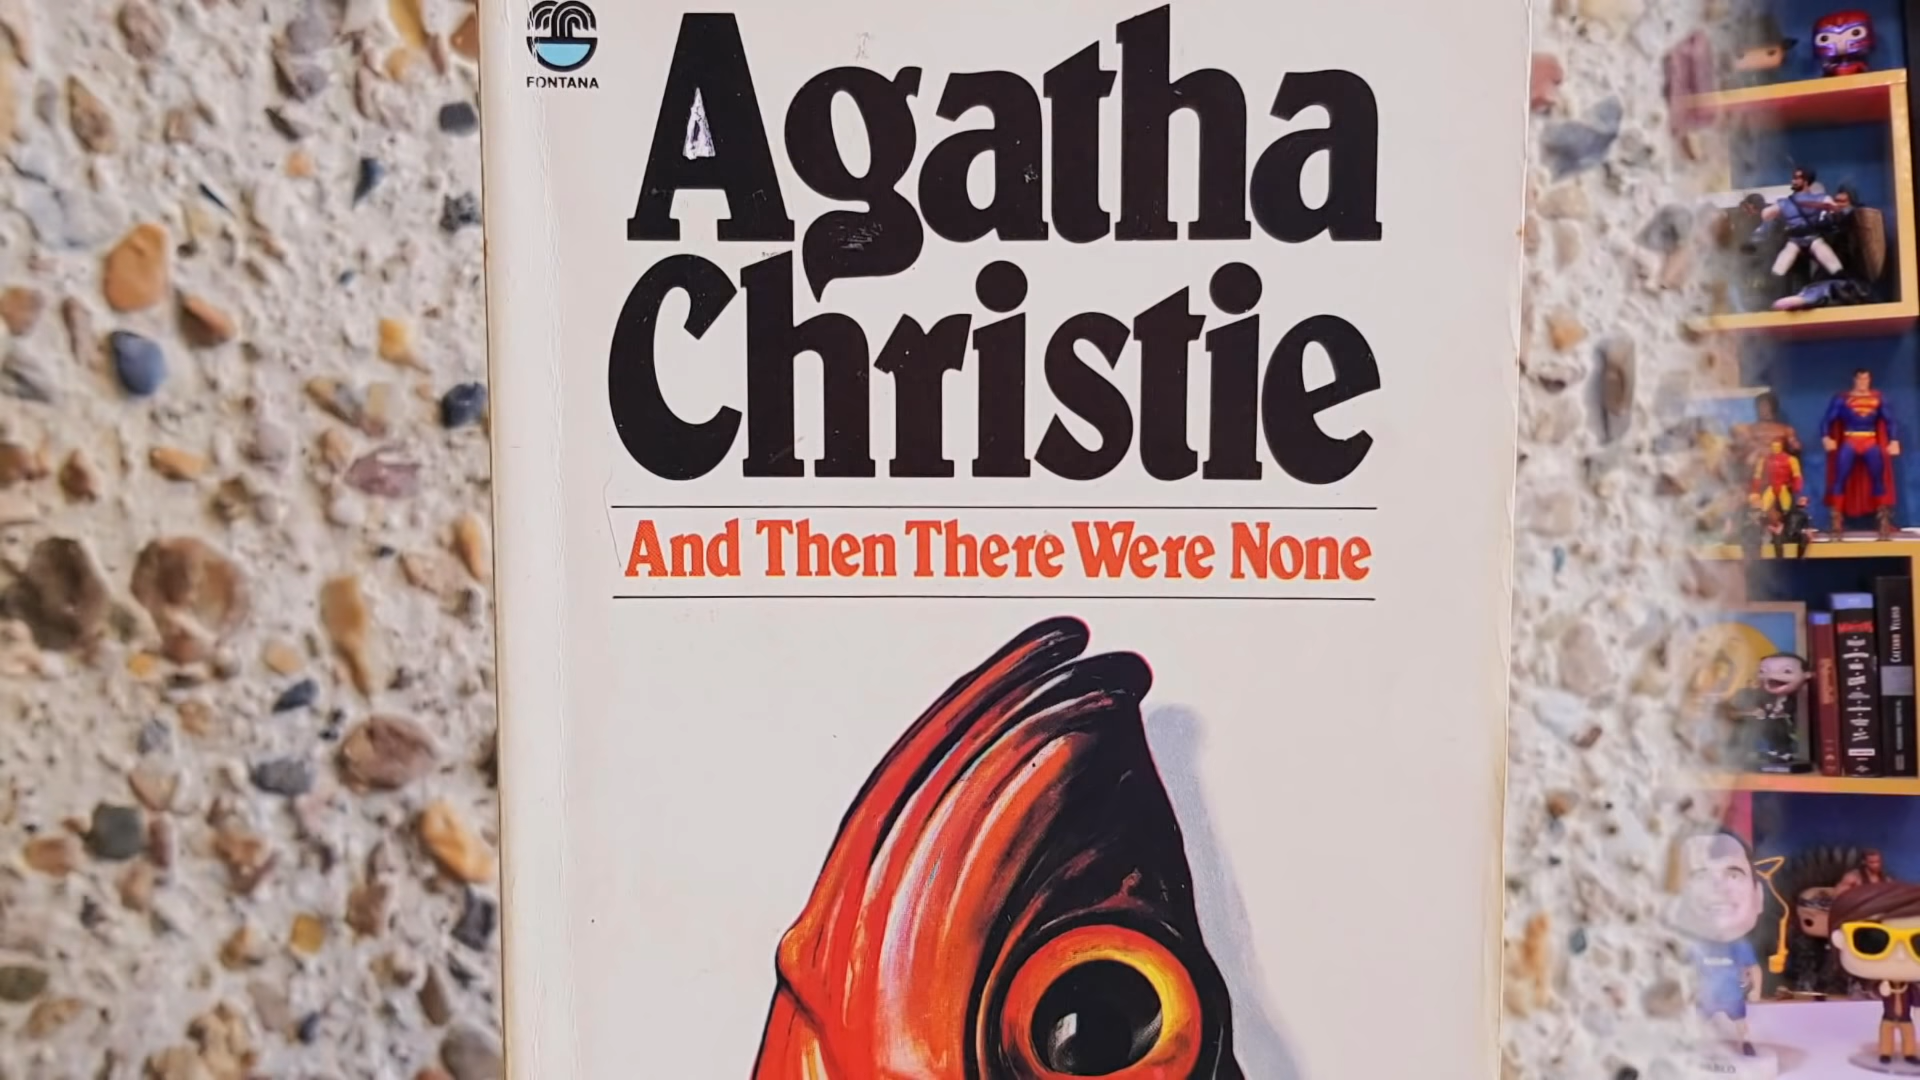 FONTANA
Agatha
Christie
And Then There Were None